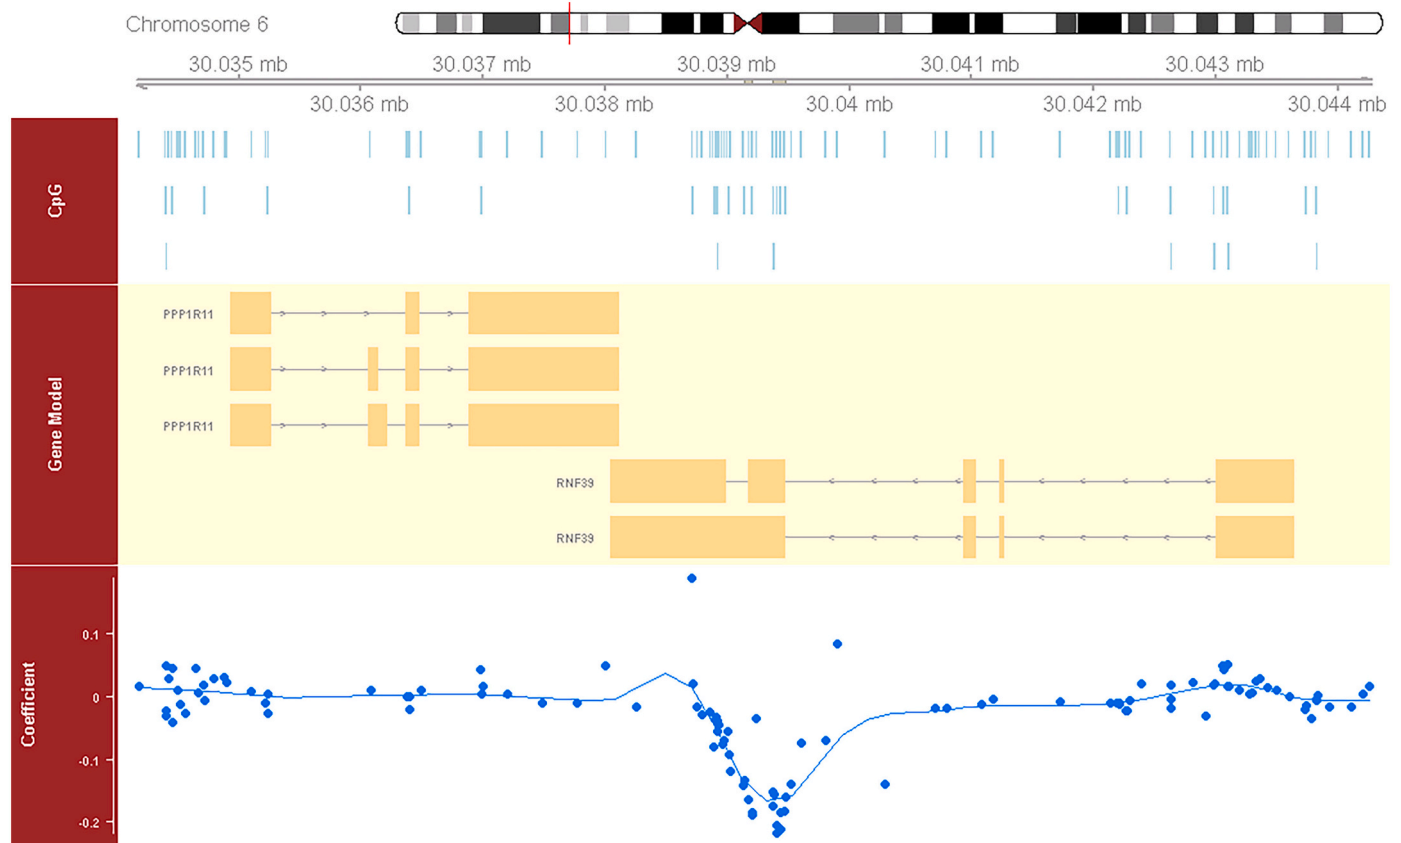 Chromosome 6
30.035 mb 30.037 mb 30.039 mb 30.041 mb 30.043 mb
30.036 mb 30.038 mb 30.04 mb 30.042 mb 30.044 mb
CpG
Gene Model
PPP1R11
PPP1R11
PPP1R11
RNF39
RNF39
Coefficient
0.1
0
-0.1
-0.2